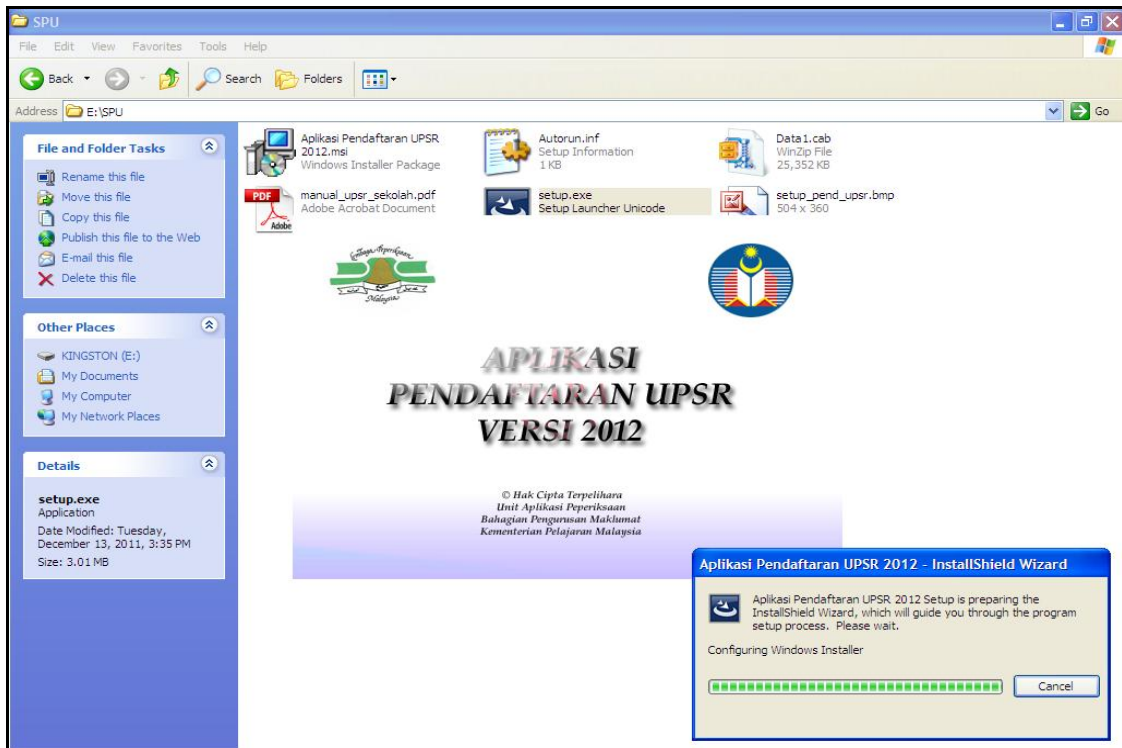 SPU
File Edit View Favorites Tools Help
Back Search Folders
Address E:\SPU Go
File and Folder Tasks
Rename this file
Move this file
Copy this file
Publish this file to the Web
E-mail this file
Delete this file
Other Places
KINGSTON (E:)
My Documents
My Computer
My Network Places
Details
setup.exe
Application
Date Modified: Tuesday,
December 13, 2011, 3:35 PM
Size: 3.01 MB
Aplikasi Pendaftaran UPSR
2012.msi
Windows Installer Package
Autorun.inf
Setup Information
1 KB
Data1.cab
WinZip File
25,352 KB
PDF
Adobe
manual_upsr_sekolah.pdf
Adobe Acrobat Document
setup.exe
Setup Launcher Unicode
setup_pend_upsr.bmp
504 x 360
Lembaga Peperiksaan
Malaysia
APLIKASI
PENDAFTARAN UPSR
VERSI 2012
© Hak Cipta Terpelihara
Unit Aplikasi Peperiksaan
Bahagian Pengurusan Maklumat
Kementerian Pelajaran Malaysia
Aplikasi Pendaftaran UPSR 2012 - InstallShield Wizard
Aplikasi Pendaftaran UPSR 2012 Setup is preparing the
InstallShield Wizard, which will guide you through the program
setup process. Please wait.
Configuring Windows Installer
Cancel